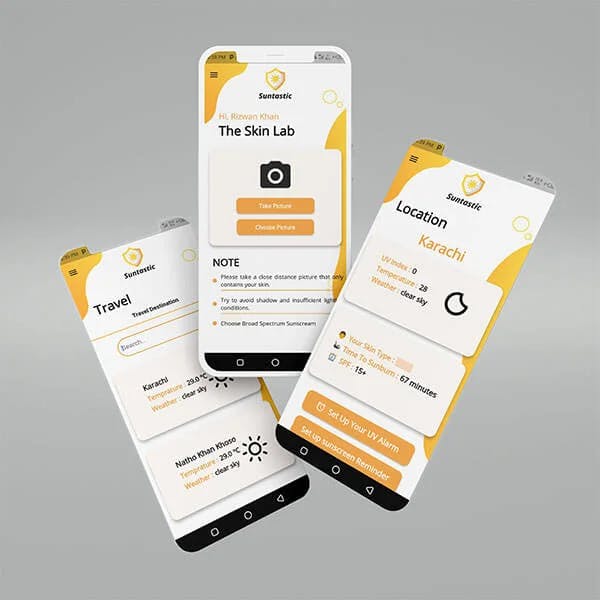 Suntastic
Hi, Rizwan Khan
The Skin Lab
Take Picture
Choose Picture
NOTE
Please take a close distance picture that only
contains your skin.
Try to avoid shadow and insufficient light
conditions.
Choose Broad Spectrum Sunscream
Suntastic
Travel
Travel Destination
Search...
Karachi
Temprature : 29.0 °C
Weather : clear sky
Natho Khan Khoso
Temprature : 29.0 °C
Weather : clear sky
Suntastic
Location
Karachi
UV Index : 0
Temperature : 28
Weather : clear sky
Your Skin Type :
Time To Sunburn : 67 minutes
SPF : 15+
Set Up Your UV Alarm
Set up sunscreen Reminder